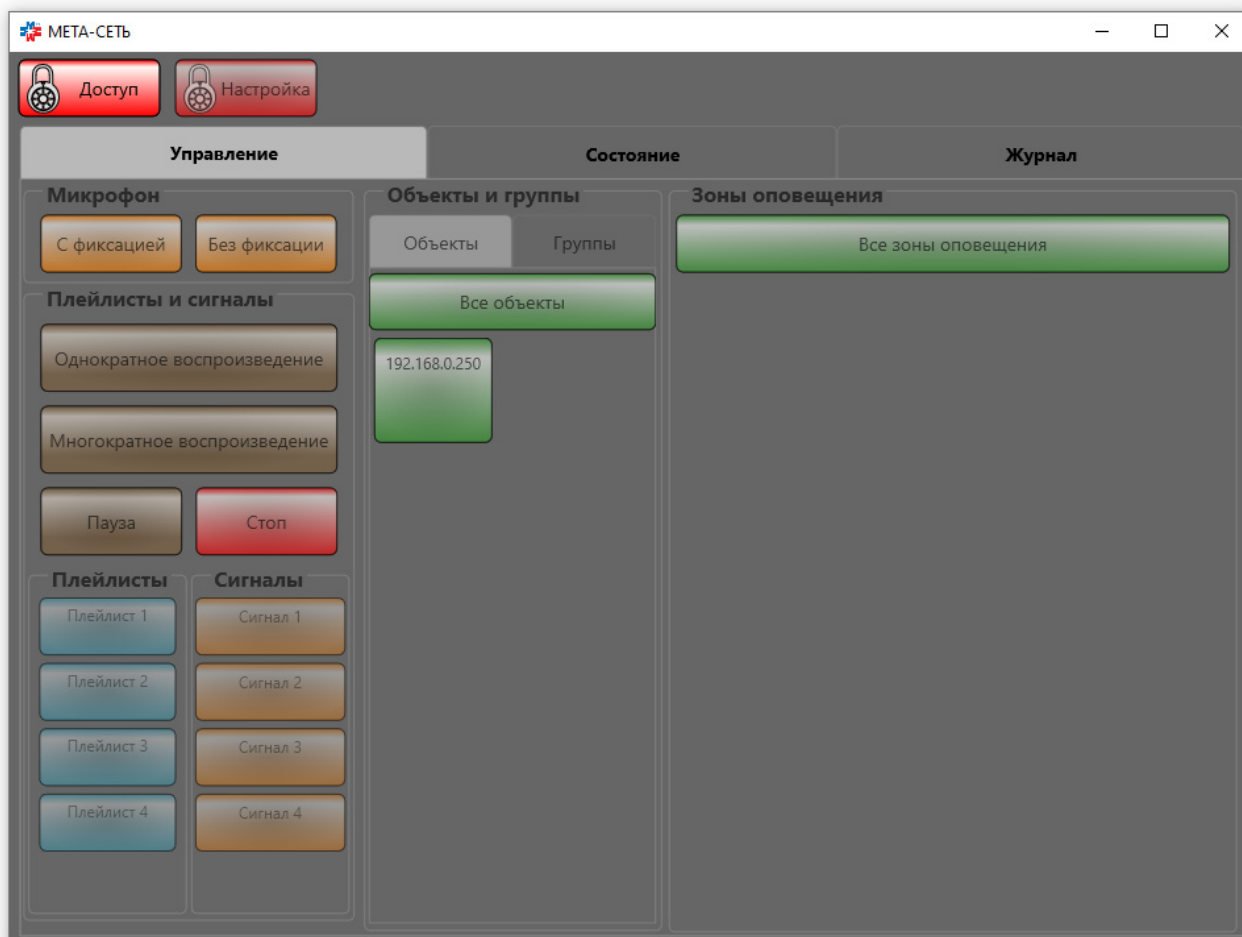 МЕТА-СЕТЬ
Доступ
Настройка
Управление
Состояние
Журнал
Микрофон
С фиксацией
Без фиксации
Плейлисты и сигналы
Однократное воспроизведение
Многократное воспроизведение
Пауза
Стоп
Плейлисты
Плейлист 1
Плейлист 2
Плейлист 3
Плейлист 4
Сигналы
Сигнал 1
Сигнал 2
Сигнал 3
Сигнал 4
Объекты и группы
Объекты
Группы
Все объекты
192.168.0.250
Зоны оповещения
Все зоны оповещения